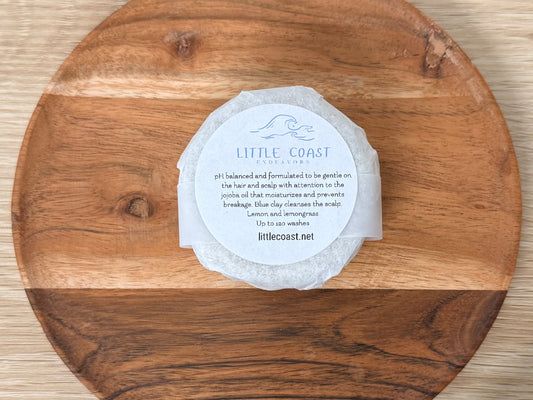 LITTLE COAST
ENDEAVORS
pH balanced and formulated to be gentle on
the hair and scalp with attention to the
jojoba oil that moisturizes and prevents
breakage. Blue clay cleanses the scalp.
Lemon and lemongrass
Up to 120 washes
littlecoast.net